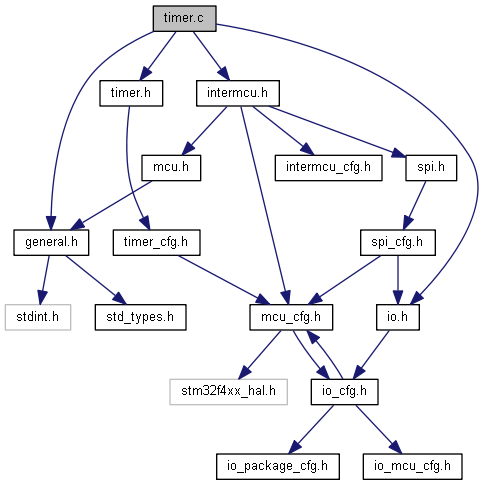 timer.c
timer.h
intermcu.h
mcu.h
intermcu_cfg.h
spi.h
general.h
timer_cfg.h
spi_cfg.h
stdint.h
std_types.h
mcu_cfg.h
io.h
stm32f4xx_hal.h
io_cfg.h
io_package_cfg.h
io_mcu_cfg.h